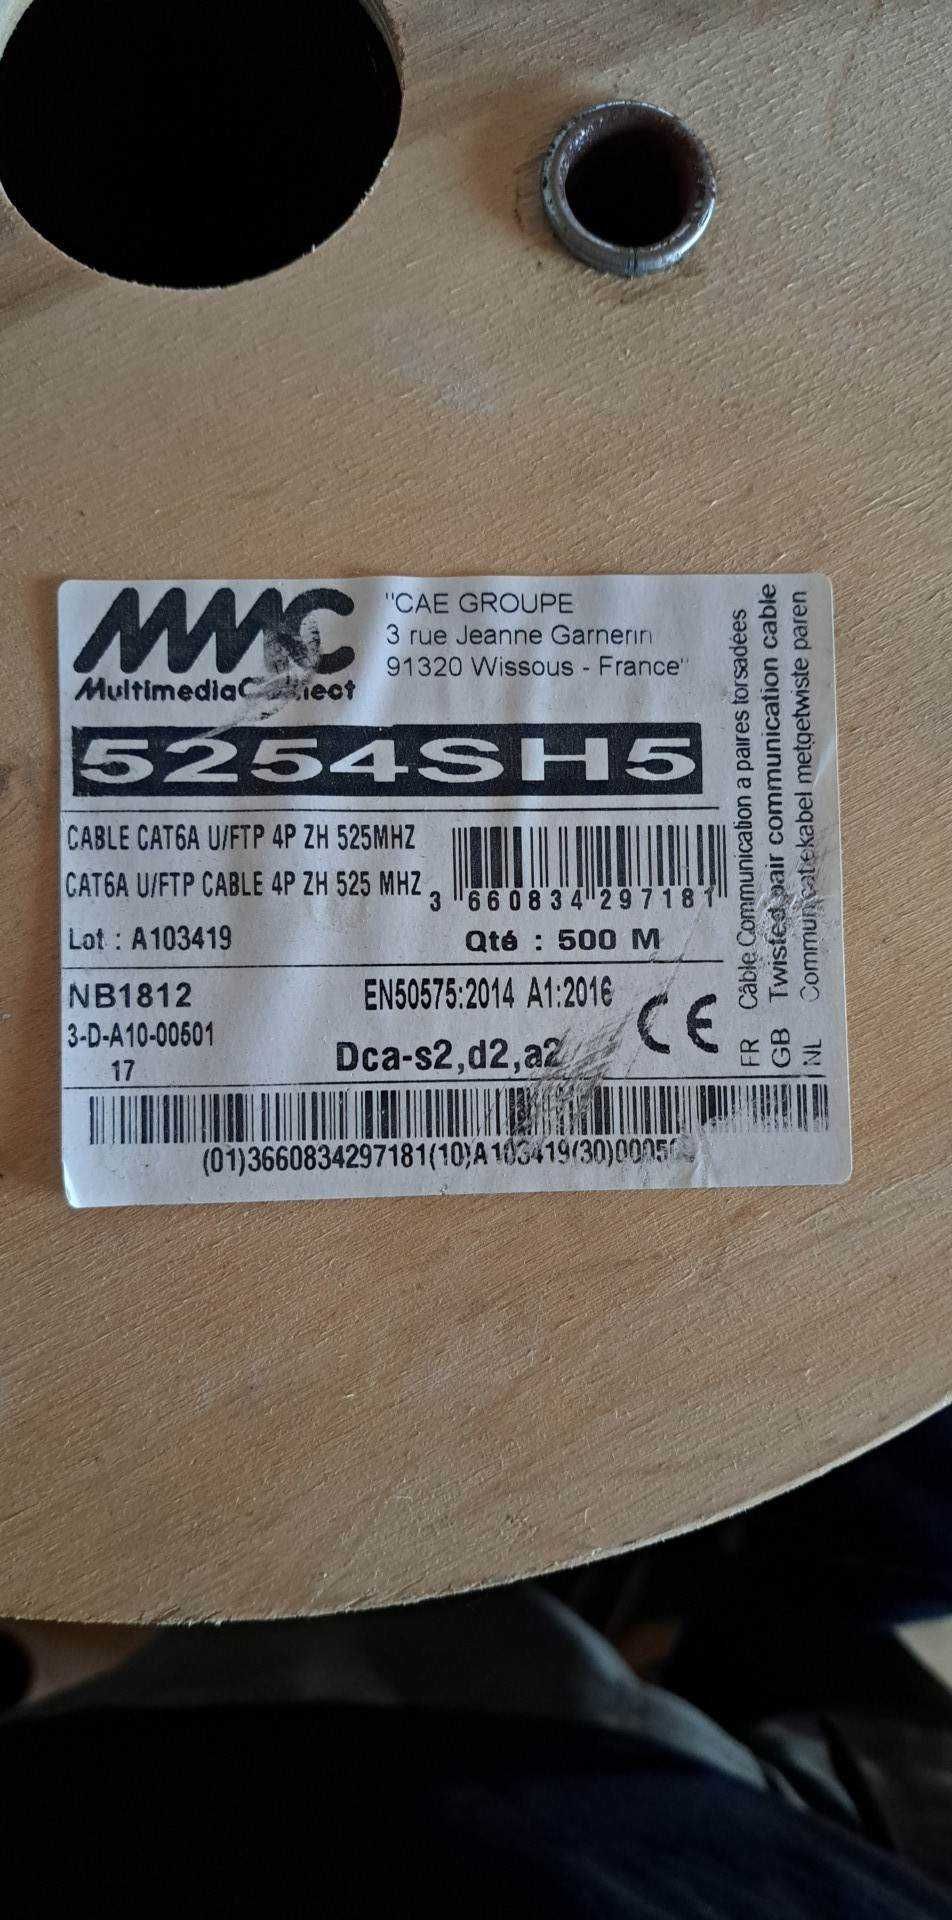 MMC
Multimedia
"CAE GROUPE
3 rue Jeanne Garnerin
91320 Wissous - France"
5254SH5
CABLE CAT6A U/FTP 4P ZH 525MHZ
CAT6A U/FTP CABLE 4P ZH 525 MHZ
3 660834 297181
Lot : A103419
Qté : 500 M
NB1812
3-D-A10-00601
17
EN50575:2014 A1:2016
Dca-s2,d2,a2
CE
(01)3660834297181(10)A103419(30)0005
FR Câble Communication a paires torsadées
GB Twisted pair communication cable
NL Communicatiekabel metgetwiste paren